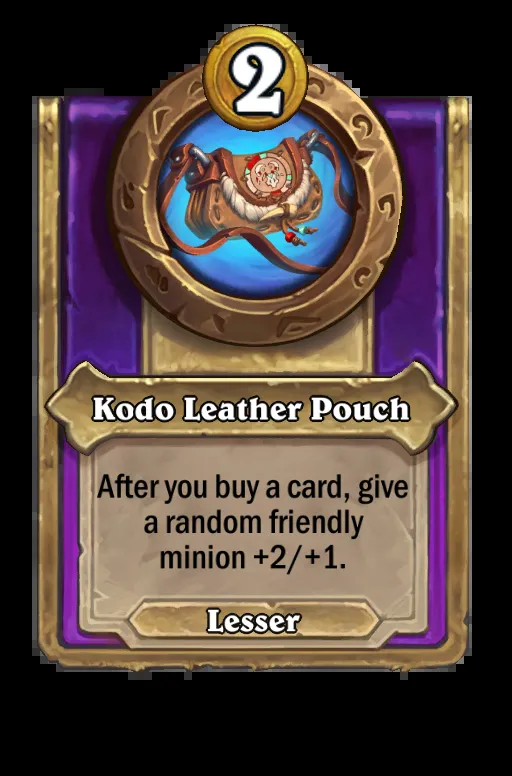 2
Kodo Leather Pouch
After you buy a card, give
a random friendly
minion +2/+1.
Lesser